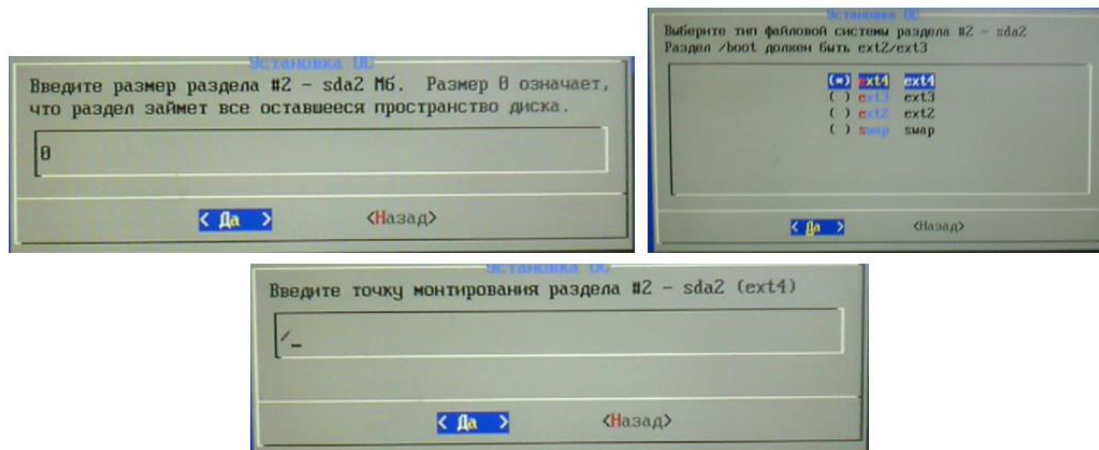 Установка ОС
Введите размер раздела #2 - sda2 Мб. Размер 0 означает,
что раздел займет все оставшееся пространство диска.
0
< Да >
<Назад>
Установка ОС
Выберите тип файловой системы раздела #2 - sda2
Раздел /boot должен быть ext2/ext3
(*) ext4 ext4
( ) ext3 ext3
( ) ext2 ext2
( ) swap swap
< Да >
<Назад>
Установка ОС
Введите точку монтирования раздела #2 - sda2 (ext4)
/_
< Да >
<Назад>